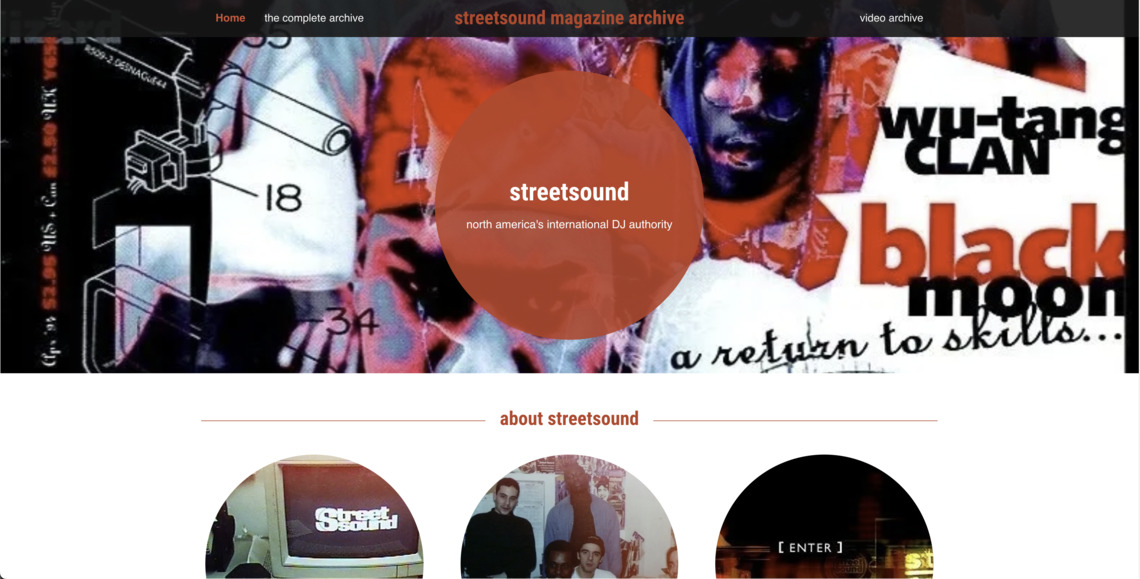 Home
the complete archive
streetsound magazine archive
video archive
35
18
34
wu-tang
CLAN
black
moon
a return to skills...
streetsound
north america's international DJ authority
about streetsound
Street
Sound
[ ENTER ]